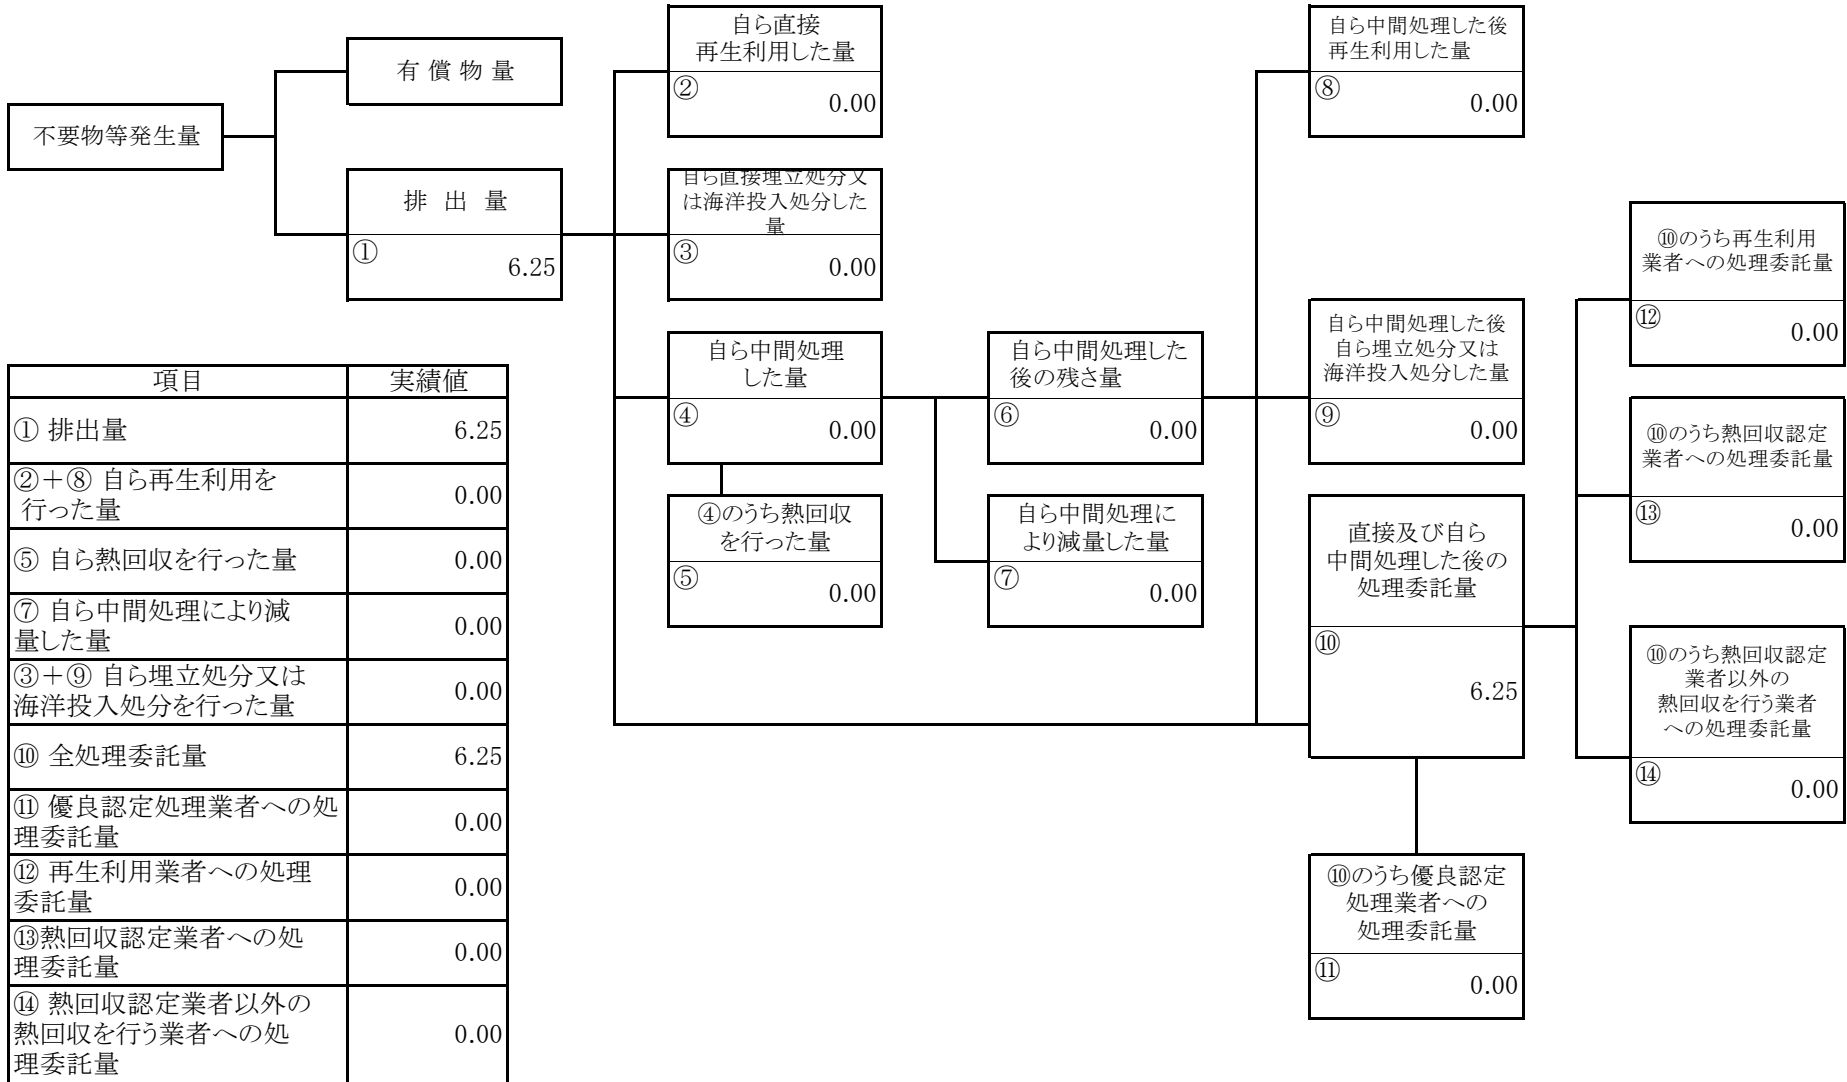 不要物等発生量
有 償 物 量
排 出 量
①
6.25
自ら直接
再生利用した量
②
0.00
自ら直接埋立処分又
は海洋投入処分した
量
③
0.00
自ら中間処理
した量
④
0.00
④のうち熱回収
を行った量
⑤
0.00
自ら中間処理した
後の残さ量
⑥
0.00
自ら中間処理に
より減量した量
⑦
0.00
自ら中間処理した後
再生利用した量
⑧
0.00
自ら中間処理した後
自ら埋立処分又は
海洋投入処分した量
⑨
0.00
直接及び自ら
中間処理した後の
処理委託量
⑩
6.25
⑩のうち優良認定
処理業者への
処理委託量
⑪
0.00
⑩のうち再生利用
業者への処理委託量
⑫
0.00
⑩のうち熱回収認定
業者への処理委託量
⑬
0.00
⑩のうち熱回収認定
業者以外の
熱回収を行う業者
への処理委託量
⑭
0.00
項目 実績値
① 排出量 6.25
②+⑧ 自ら再生利用を
行った量 0.00
⑤ 自ら熱回収を行った量 0.00
⑦ 自ら中間処理により減
量した量 0.00
③+⑨ 自ら埋立処分又は
海洋投入処分を行った量 0.00
⑩ 全処理委託量 6.25
⑪ 優良認定処理業者への処
理委託量 0.00
⑫ 再生利用業者への処理
委託量 0.00
⑬熱回収認定業者への処
理委託量 0.00
⑭ 熱回収認定業者以外の
熱回収を行う業者への処
理委託量 0.00